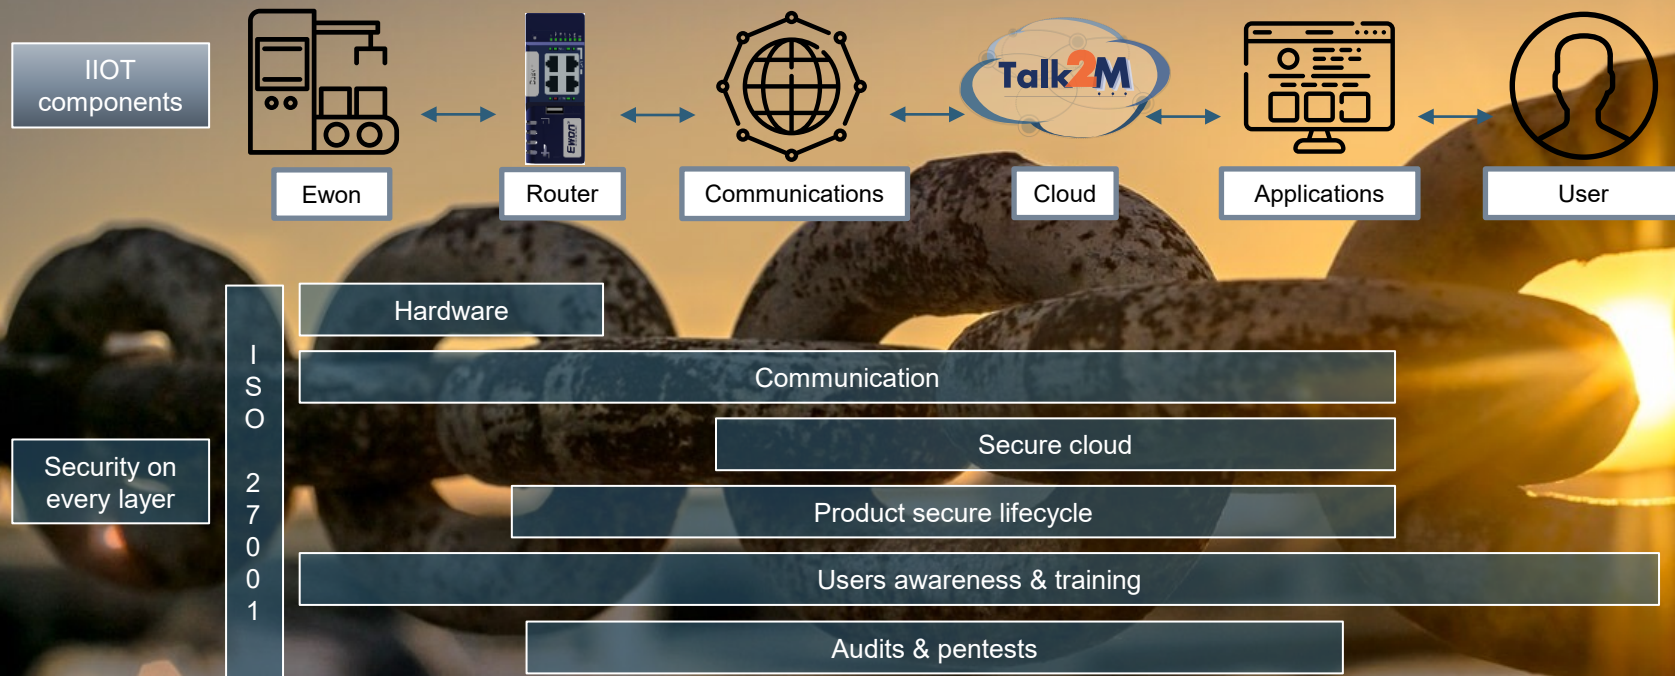 IIOT
components
Talk2M
Ewon
Ewon
Router
Communications
Cloud
Applications
User
Security on
every layer
I
S
O
2
7
0
0
1
Hardware
Communication
Secure cloud
Product secure lifecycle
Users awareness & training
Audits & pentests